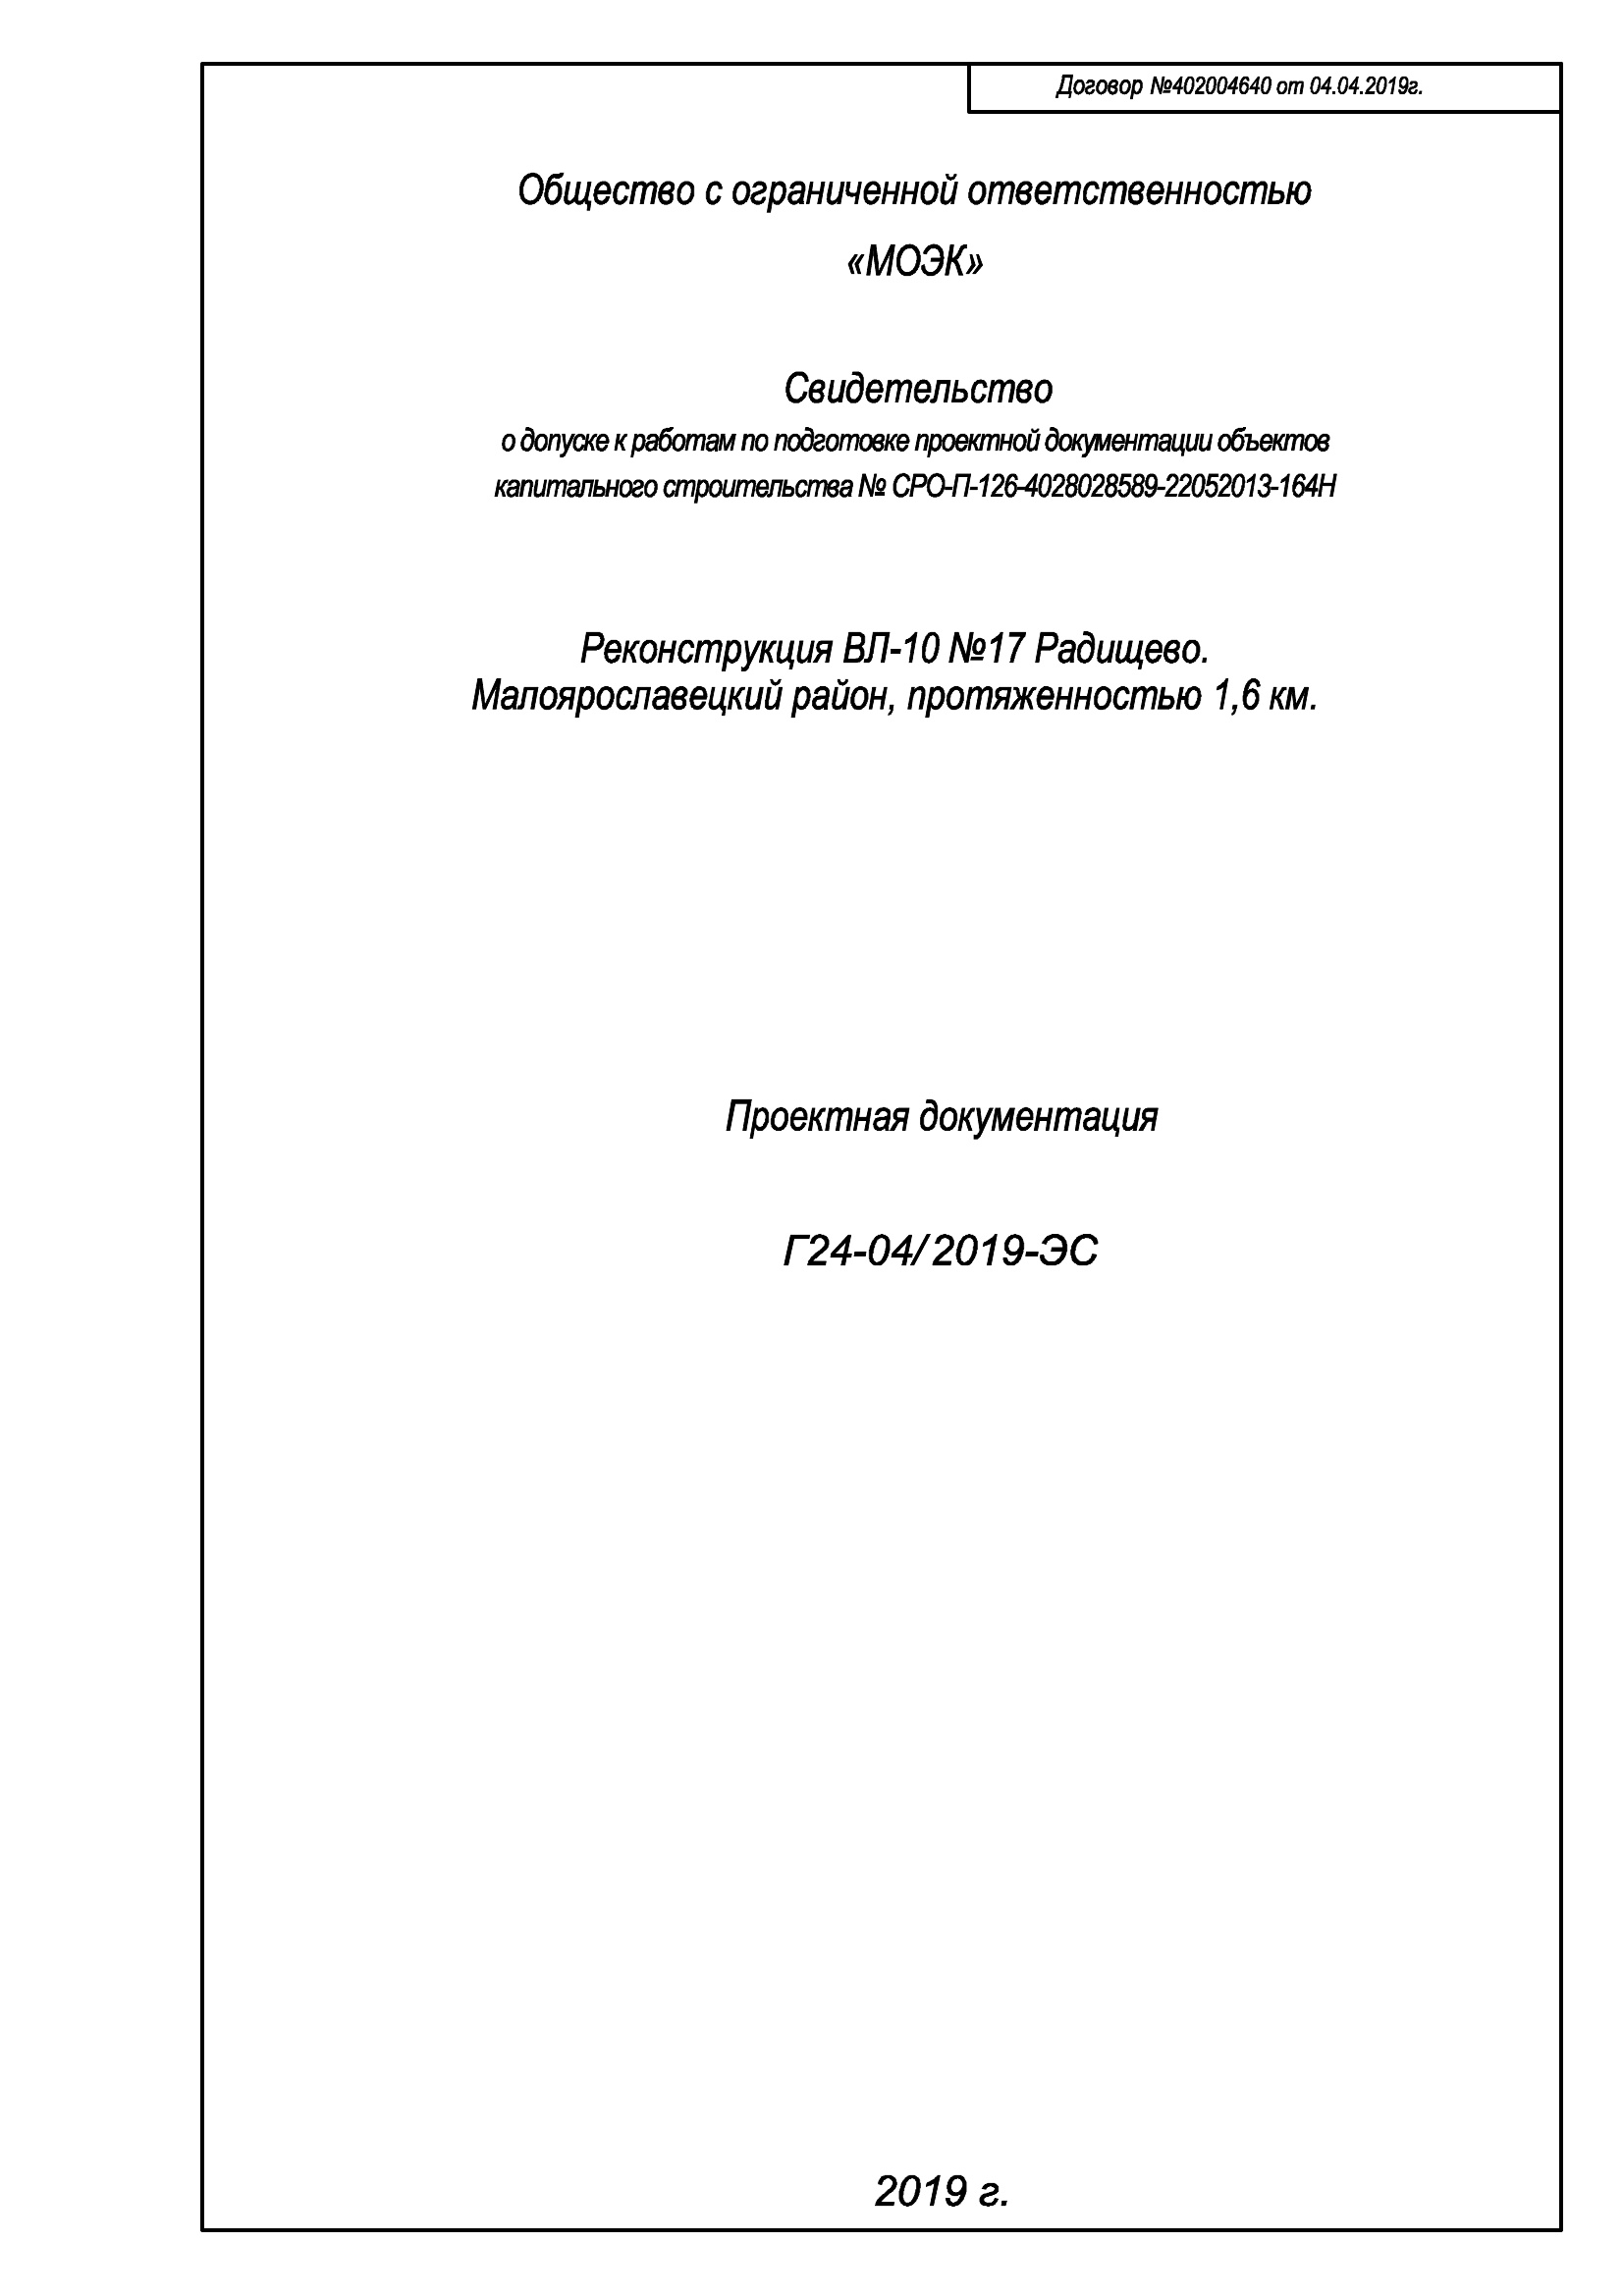 Договор №402004640 от 04.04.2019г.
Общество с ограниченной ответственностью
«МОЭК»
Свидетельство
о допуске к работам по подготовке проектной документации объектов
капитального строительства № СРО-П-126-4028028589-22052013-164Н
Реконструкция ВЛ-10 №17 Радищево.
Малоярославецкий район, протяженностью 1,6 км.
Проектная документация
Г24-04/2019-ЭС
2019 г.